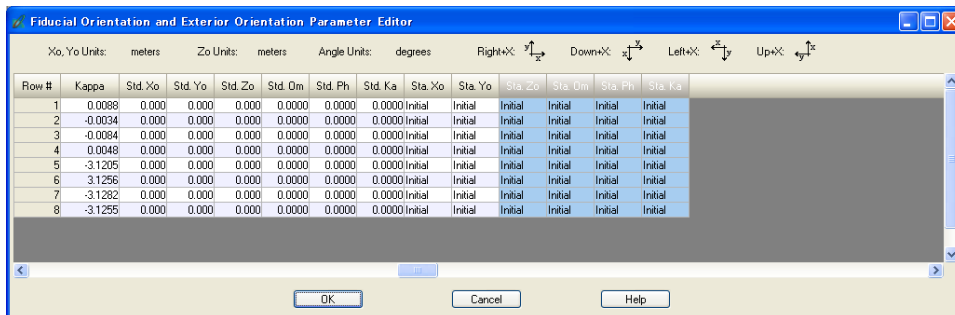 Fiducial Orientation and Exterior Orientation Parameter Editor
Xo, Yo Units: meters Zo Units: meters Angle Units: degrees Right+X: y x Down+X: x y Left+X: x y Up+X: y x
Row # Kappa Std. Xo Std. Yo Std. Zo Std. Om Std. Ph Std. Ka Sta. Xo Sta. Yo Sta. Zo Sta. Om Sta. Ph Sta. Ka
1 0.0088 0.000 0.000 0.000 0.0000 0.0000 0.0000 Initial Initial Initial Initial Initial Initial
2 -0.0034 0.000 0.000 0.000 0.0000 0.0000 0.0000 Initial Initial Initial Initial Initial Initial
3 -0.0084 0.000 0.000 0.000 0.0000 0.0000 0.0000 Initial Initial Initial Initial Initial Initial
4 0.0048 0.000 0.000 0.000 0.0000 0.0000 0.0000 Initial Initial Initial Initial Initial Initial
5 -3.1205 0.000 0.000 0.000 0.0000 0.0000 0.0000 Initial Initial Initial Initial Initial Initial
6 3.1256 0.000 0.000 0.000 0.0000 0.0000 0.0000 Initial Initial Initial Initial Initial Initial
7 -3.1282 0.000 0.000 0.000 0.0000 0.0000 0.0000 Initial Initial Initial Initial Initial Initial
8 -3.1255 0.000 0.000 0.000 0.0000 0.0000 0.0000 Initial Initial Initial Initial Initial Initial
OK Cancel Help